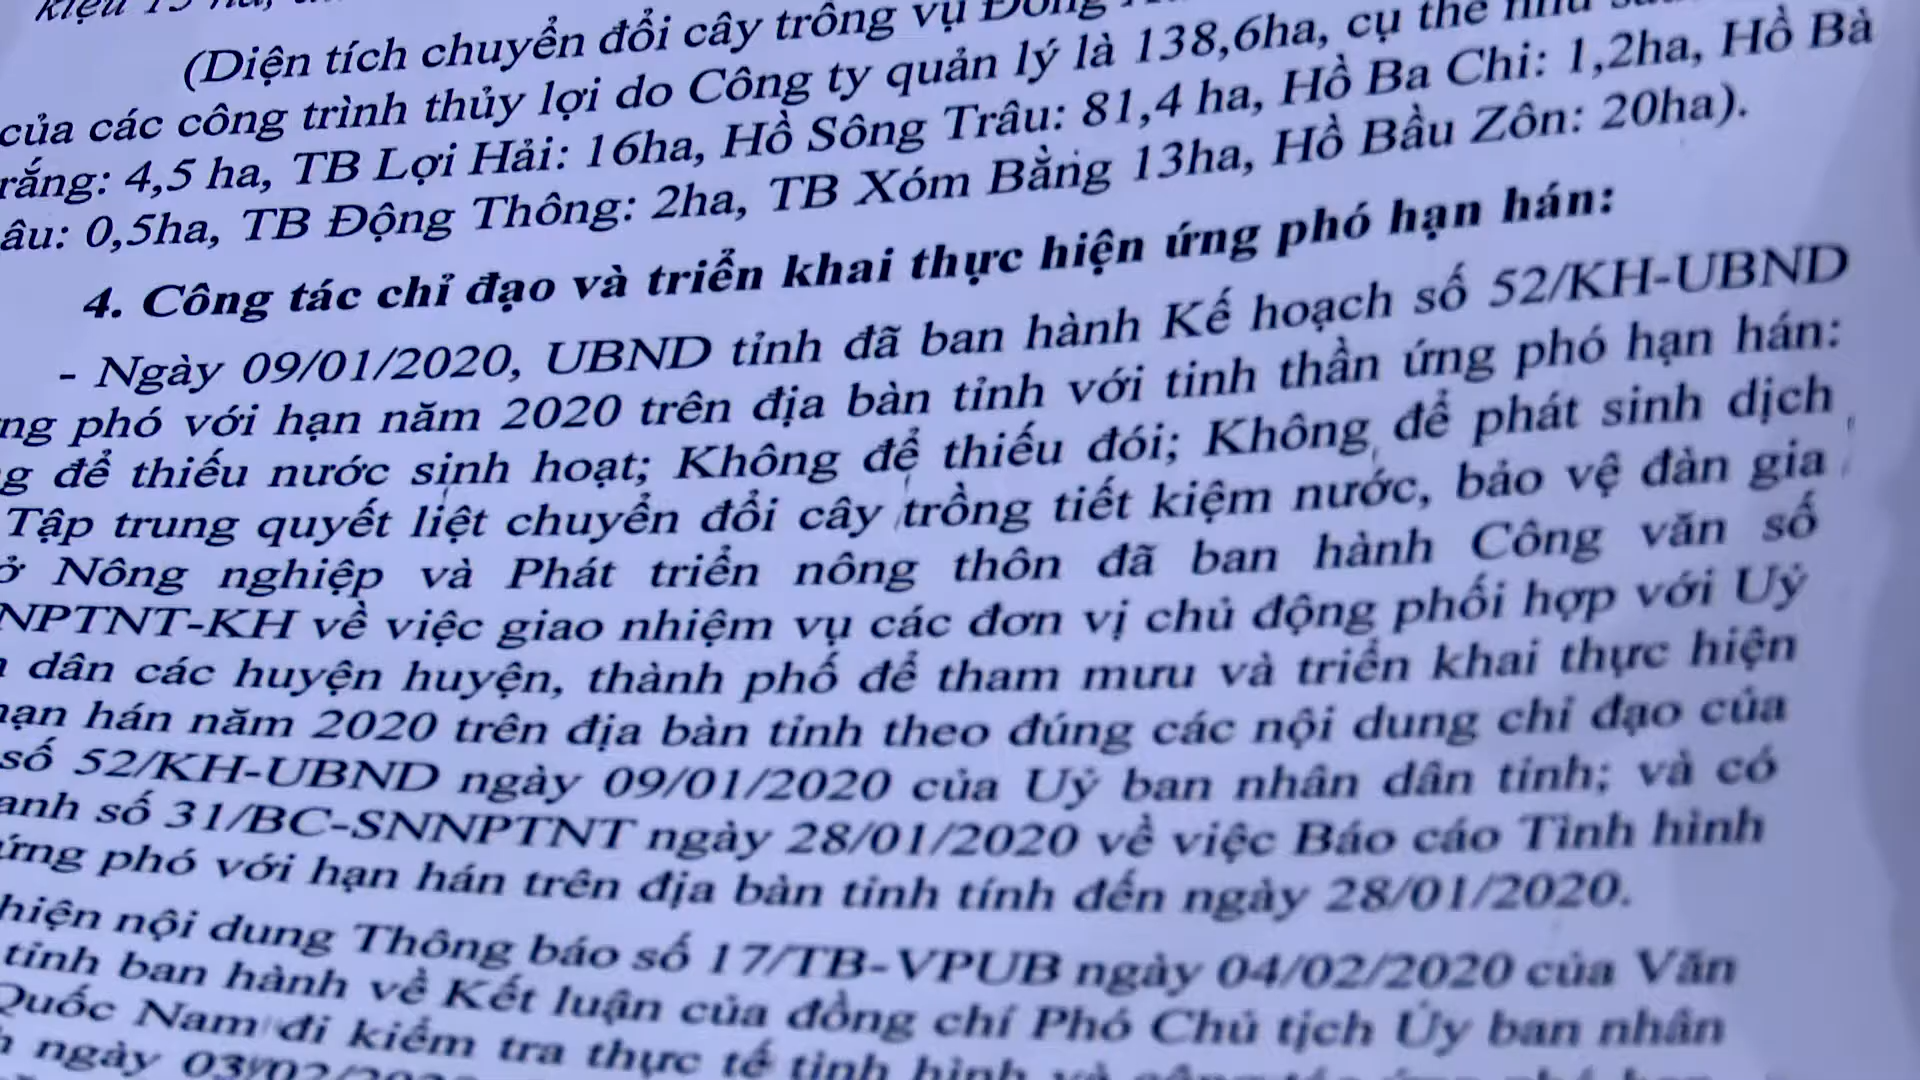 kiệu 13 ha,
(Diện tích chuyển đổi cây trồng vụ Đông
của các công trình thủy lợi do Công ty quản lý là 138,6ha, cụ thể như
rắng: 4,5 ha, TB Lợi Hải: 16ha, Hồ Sông Trâu: 81,4 ha, Hồ Ba Chi: 1,2ha, Hồ Bà
âu: 0,5ha, TB Động Thông: 2ha, TB Xóm Bằng 13ha, Hồ Bầu Zôn: 20ha).
4. Công tác chỉ đạo và triển khai thực hiện ứng phó hạn hán:
- Ngày 09/01/2020, UBND tỉnh đã ban hành Kế hoạch số 52/KH-UBND
ng phó với hạn năm 2020 trên địa bàn tỉnh với tinh thần ứng phó hạn hán:
g để thiếu nước sinh hoạt; Không để thiếu đói; Không để phát sinh dịch
Tập trung quyết liệt chuyển đổi cây trồng tiết kiệm nước, bảo vệ đàn gia
ở Nông nghiệp và Phát triển nông thôn đã ban hành Công văn số
NPTNT-KH về việc giao nhiệm vụ các đơn vị chủ động phối hợp với Uỷ
dân các huyện huyện, thành phố để tham mưu và triển khai thực hiện
hạn hán năm 2020 trên địa bàn tỉnh theo đúng các nội dung chỉ đạo của
số 52/KH-UBND ngày 09/01/2020 của Uỷ ban nhân dân tỉnh; và có
anh số 31/BC-SNNPTNT ngày 28/01/2020 về việc Báo cáo Tình hình
ứng phó với hạn hán trên địa bàn tỉnh tính đến ngày 28/01/2020.
hiện nội dung Thông báo số 17/TB-VPUB ngày 04/02/2020 của Văn
tỉnh ban hành về Kết luận của đồng chí Phó Chủ tịch Ủy ban nhân
Quốc Nam đi kiểm tra thực tế tình hình và công tác ứng phó hạn
ngày 03/02/2020